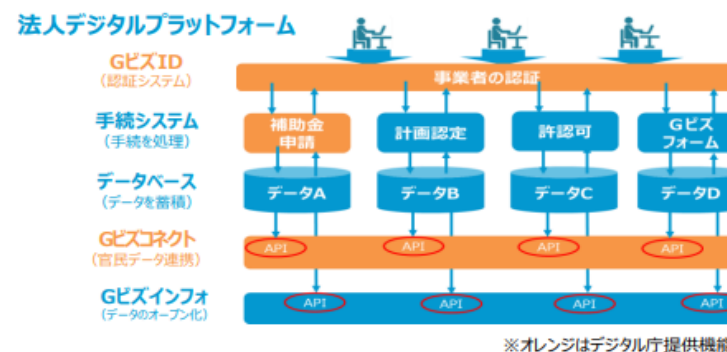 法人デジタルプラットフォーム
GビズID
(認証システム)
事業者の認証
手続システム
(手続を処理)
補助金
申請
計画認定
許認可
Gビズ
フォーム
データベース
(データを蓄積)
データA
データB
データC
データD
Gビズコネクト
(官民データ連携)
API
API
API
API
Gビズインフォ
(データのオープン化)
API
API
API
API
※オレンジはデジタル庁提供機能